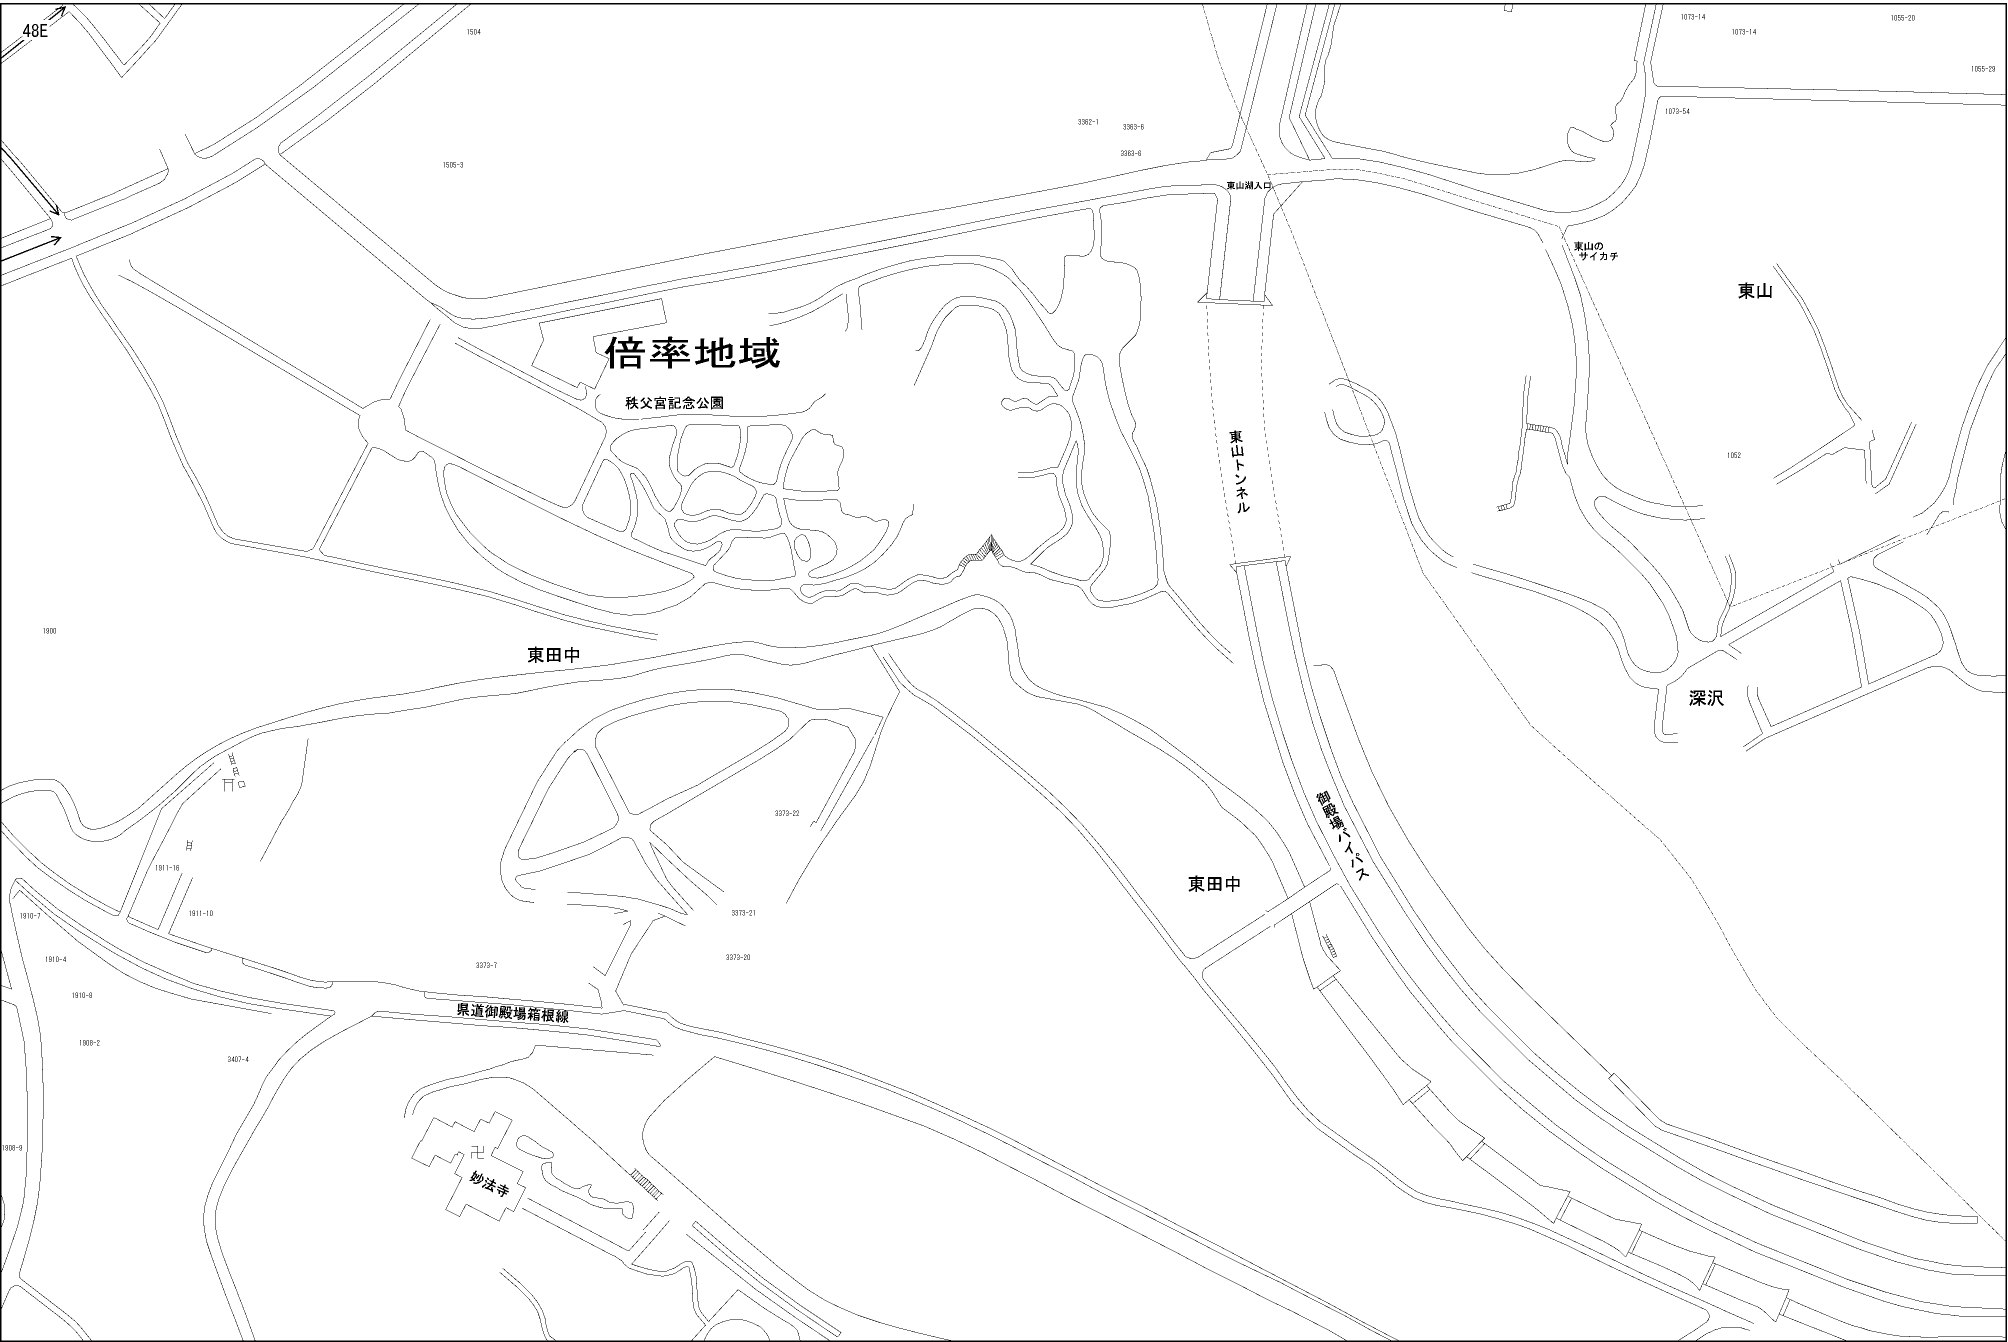 48E
1504
1073-14
1055-20
1073-14
1055-29
1073-54
3362-1
3363-6
3363-6
1505-3
東山湖入口
東山の
サイカチ
東山
倍率地域
秩父宮記念公園
東山トンネル
1052
1900
東田中
深沢
3373-22
御殿場バイパス
1911-16
東田中
1910-7
1911-10
3373-21
1910-4
3373-7
3373-20
1910-8
県道御殿場箱根線
1908-2
3407-4
1908-9
妙法寺